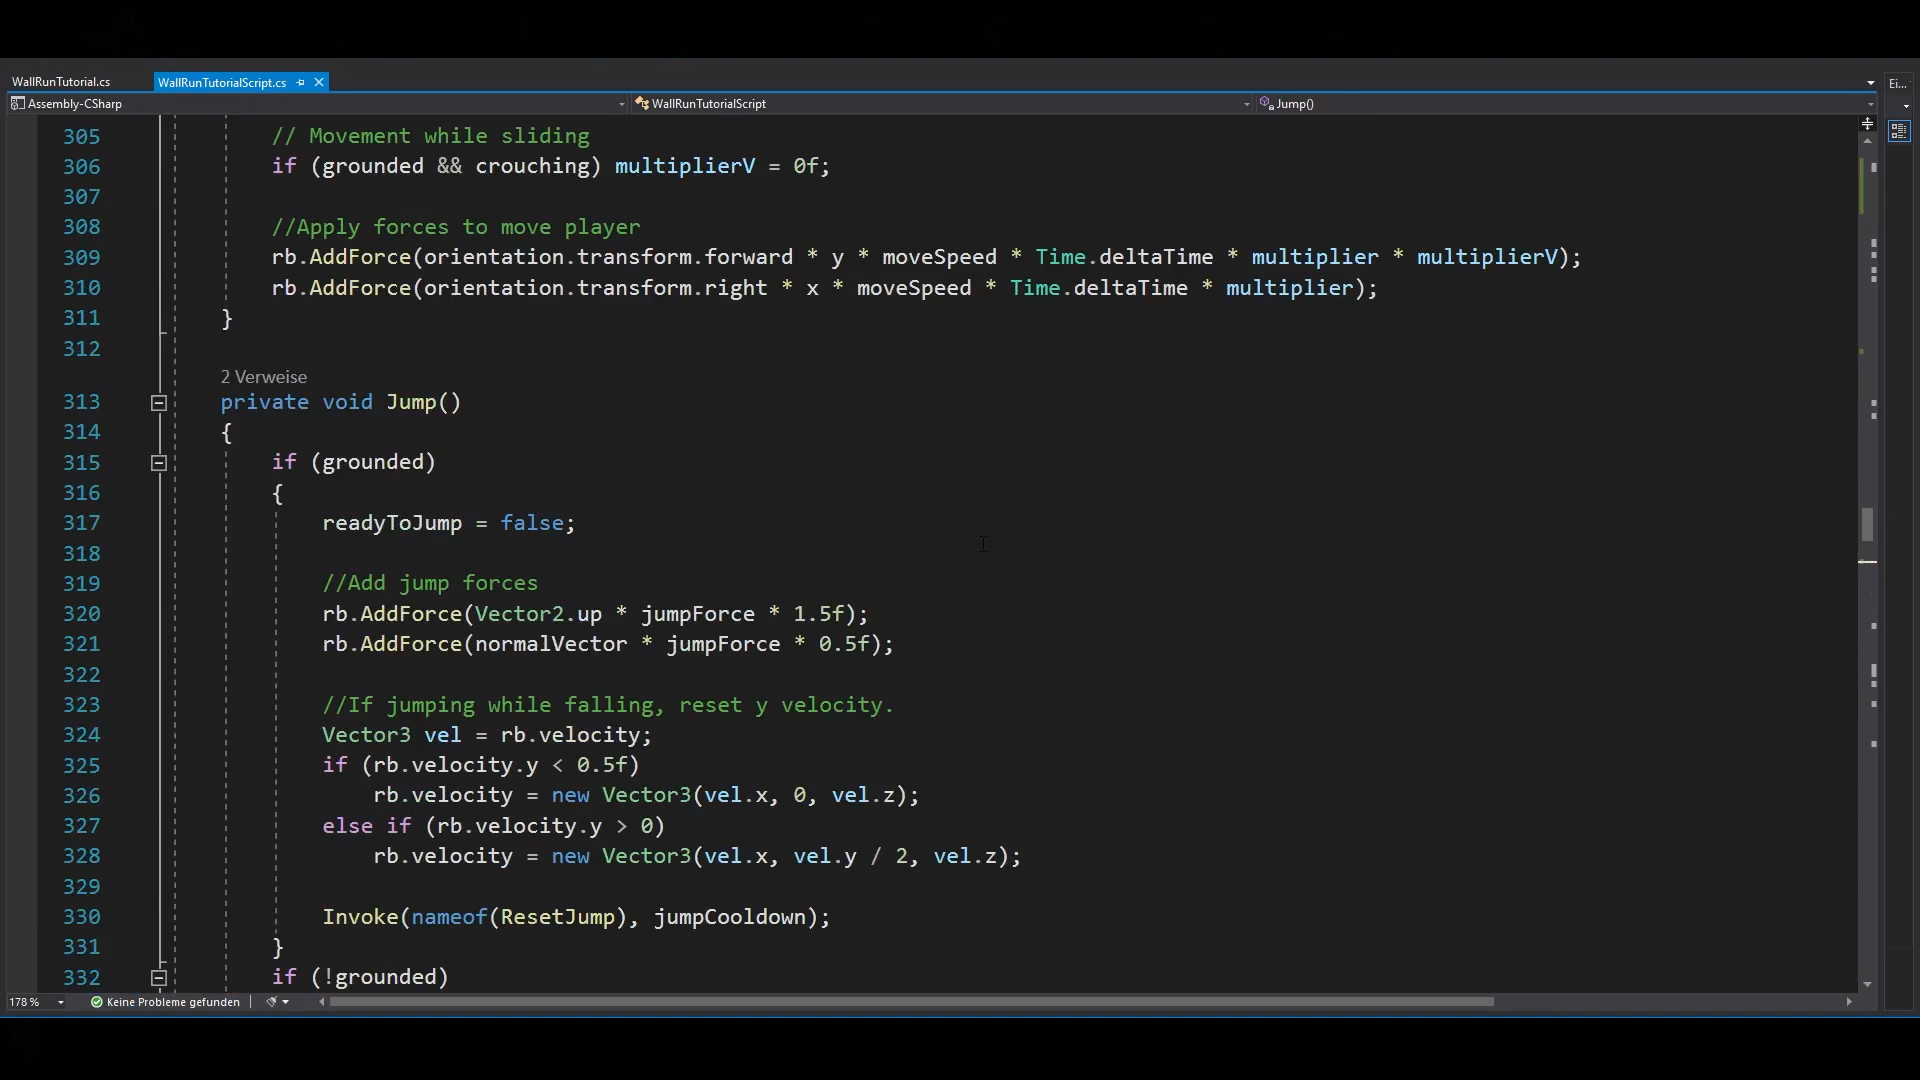 WallRunTutorial.cs
WallRunTutorialScript.cs
Ei...
Assembly-CSharp
WallRunTutorialScript
Jump()
305 // Movement while sliding
306 if (grounded && crouching) multiplierV = 0f;
307
308 //Apply forces to move player
309 rb.AddForce(orientation.transform.forward * y * moveSpeed * Time.deltaTime * multiplier * multiplierV);
310 rb.AddForce(orientation.transform.right * x * moveSpeed * Time.deltaTime * multiplier);
311 }
312
2 Verweise
313 private void Jump()
314 {
315 if (grounded)
316 {
317 readyToJump = false;
318
319 //Add jump forces
320 rb.AddForce(Vector2.up * jumpForce * 1.5f);
321 rb.AddForce(normalVector * jumpForce * 0.5f);
322
323 //If jumping while falling, reset y velocity.
324 Vector3 vel = rb.velocity;
325 if (rb.velocity.y < 0.5f)
326 rb.velocity = new Vector3(vel.x, 0, vel.z);
327 else if (rb.velocity.y > 0)
328 rb.velocity = new Vector3(vel.x, vel.y / 2, vel.z);
329
330 Invoke(nameof(ResetJump), jumpCooldown);
331 }
332 if (!grounded)
178 %
Keine Probleme gefunden